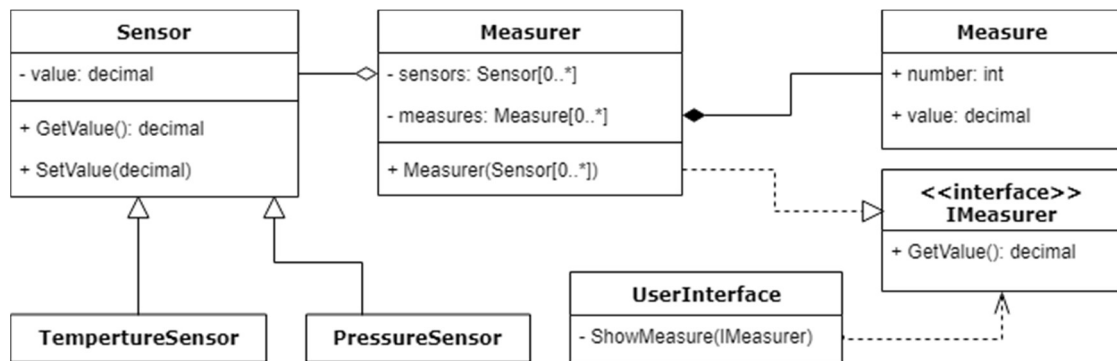 Sensor
- value: decimal
+ GetValue(): decimal
+ SetValue(decimal)
Measurer
- sensors: Sensor[0..*]
- measures: Measure[0..*]
+ Measurer(Sensor[0..*])
Measure
+ number: int
+ value: decimal
<<interface>>
IMeasurer
+ GetValue(): decimal
UserInterface
- ShowMeasure(IMeasurer)
TempertureSensor
PressureSensor